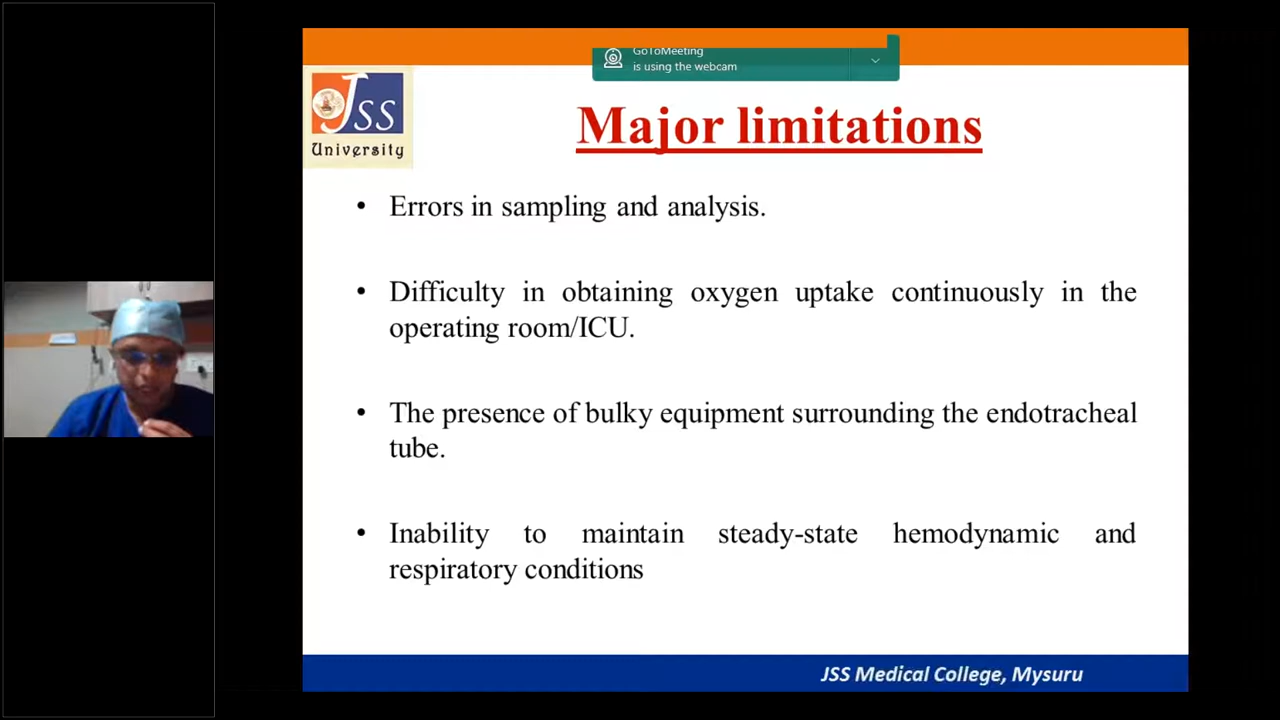 GoToMeeting
is using the webcam
JSS
University
Major limitations
• Errors in sampling and analysis.
• Difficulty in obtaining oxygen uptake continuously in the
operating room/ICU.
• The presence of bulky equipment surrounding the endotracheal
tube.
• Inability to maintain steady-state hemodynamic and
respiratory conditions
JSS Medical College, Mysuru